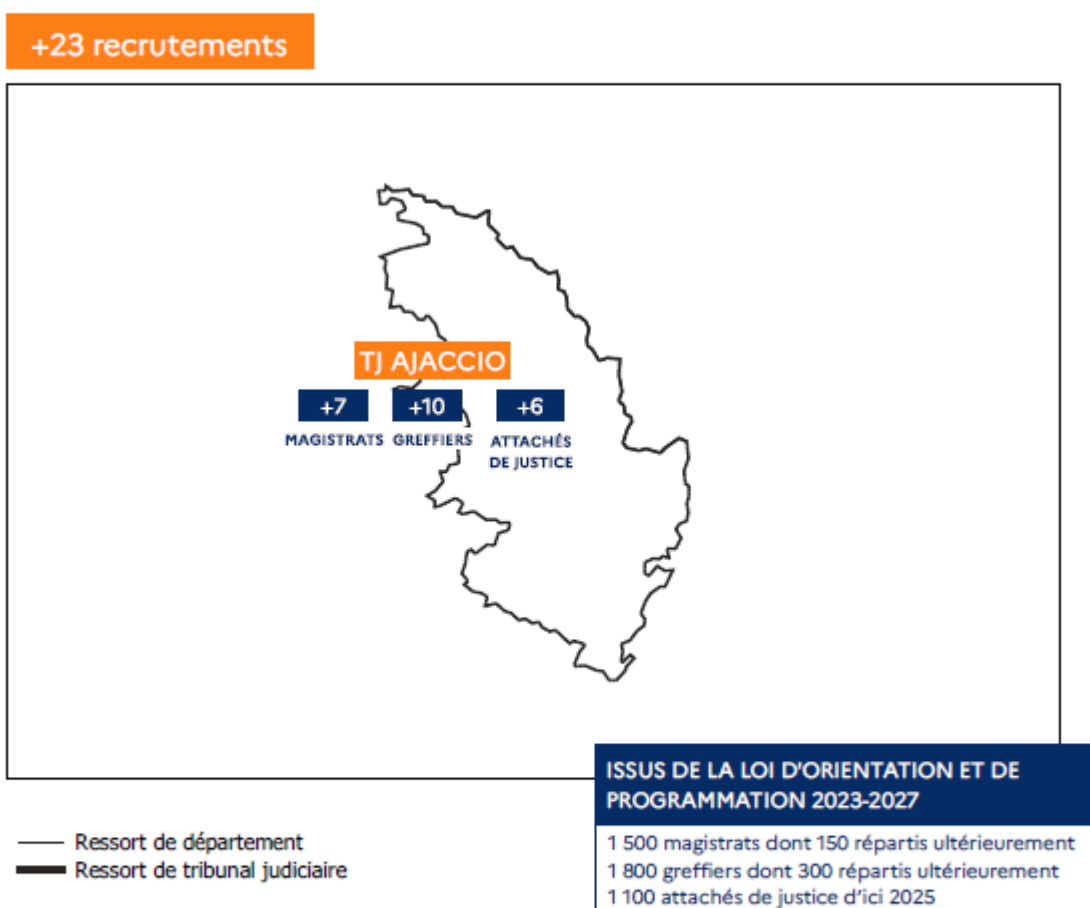 +23 recrutements
TJ AJACCIO
+7
MAGISTRATS
+10
GREFFIERS
+6
ATTACHÉS
DE JUSTICE
ISSUS DE LA LOI D'ORIENTATION ET DE
PROGRAMMATION 2023-2027
1 500 magistrats dont 150 répartis ultérieurement
1 800 greffiers dont 300 répartis ultérieurement
1 100 attachés de justice d'ici 2025
Ressort de département
Ressort de tribunal judiciaire